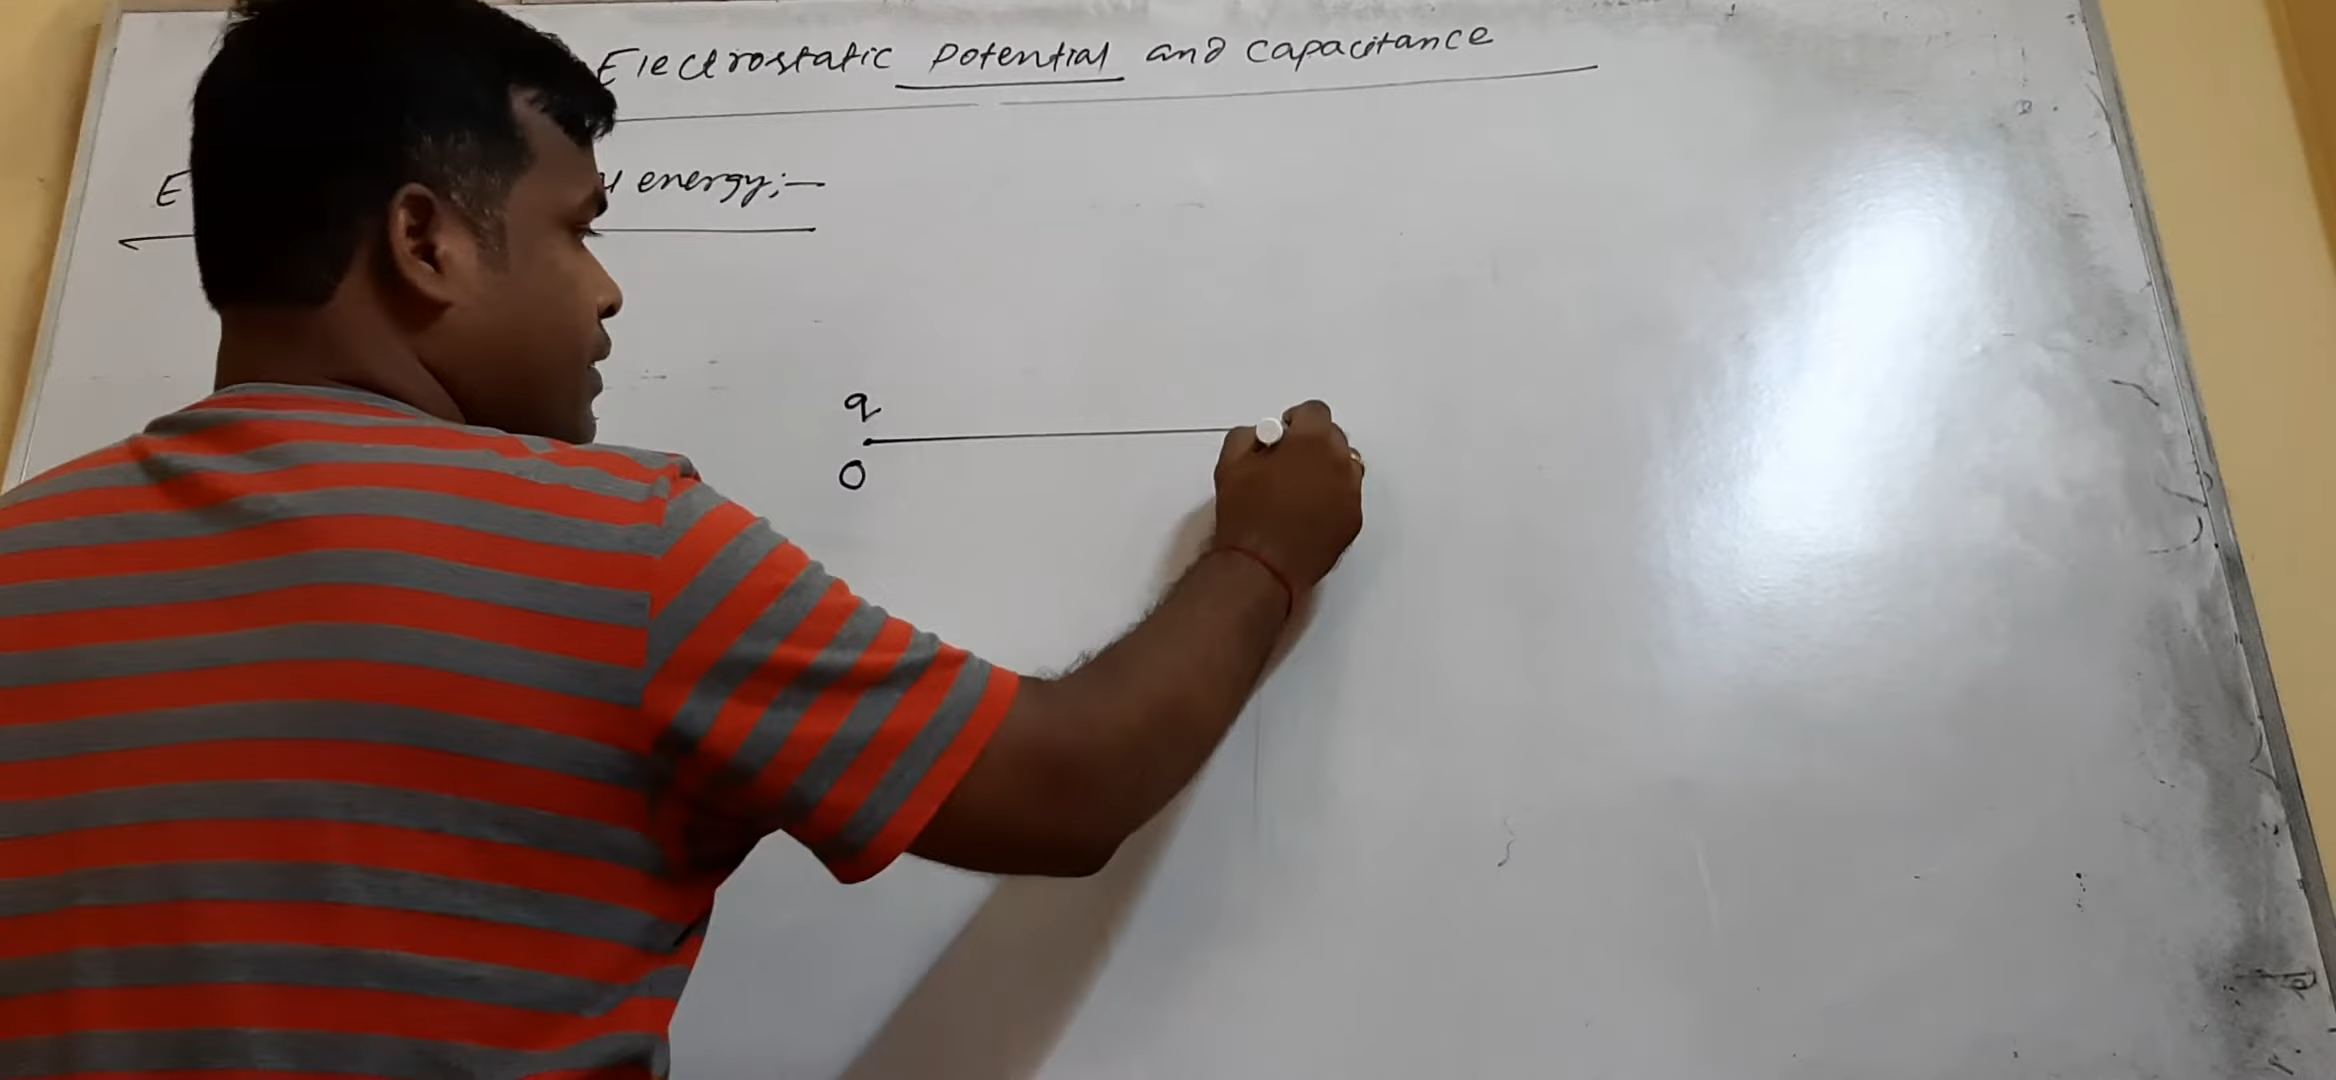 Electrostatic Potential and Capacitance
energy;—
q
O